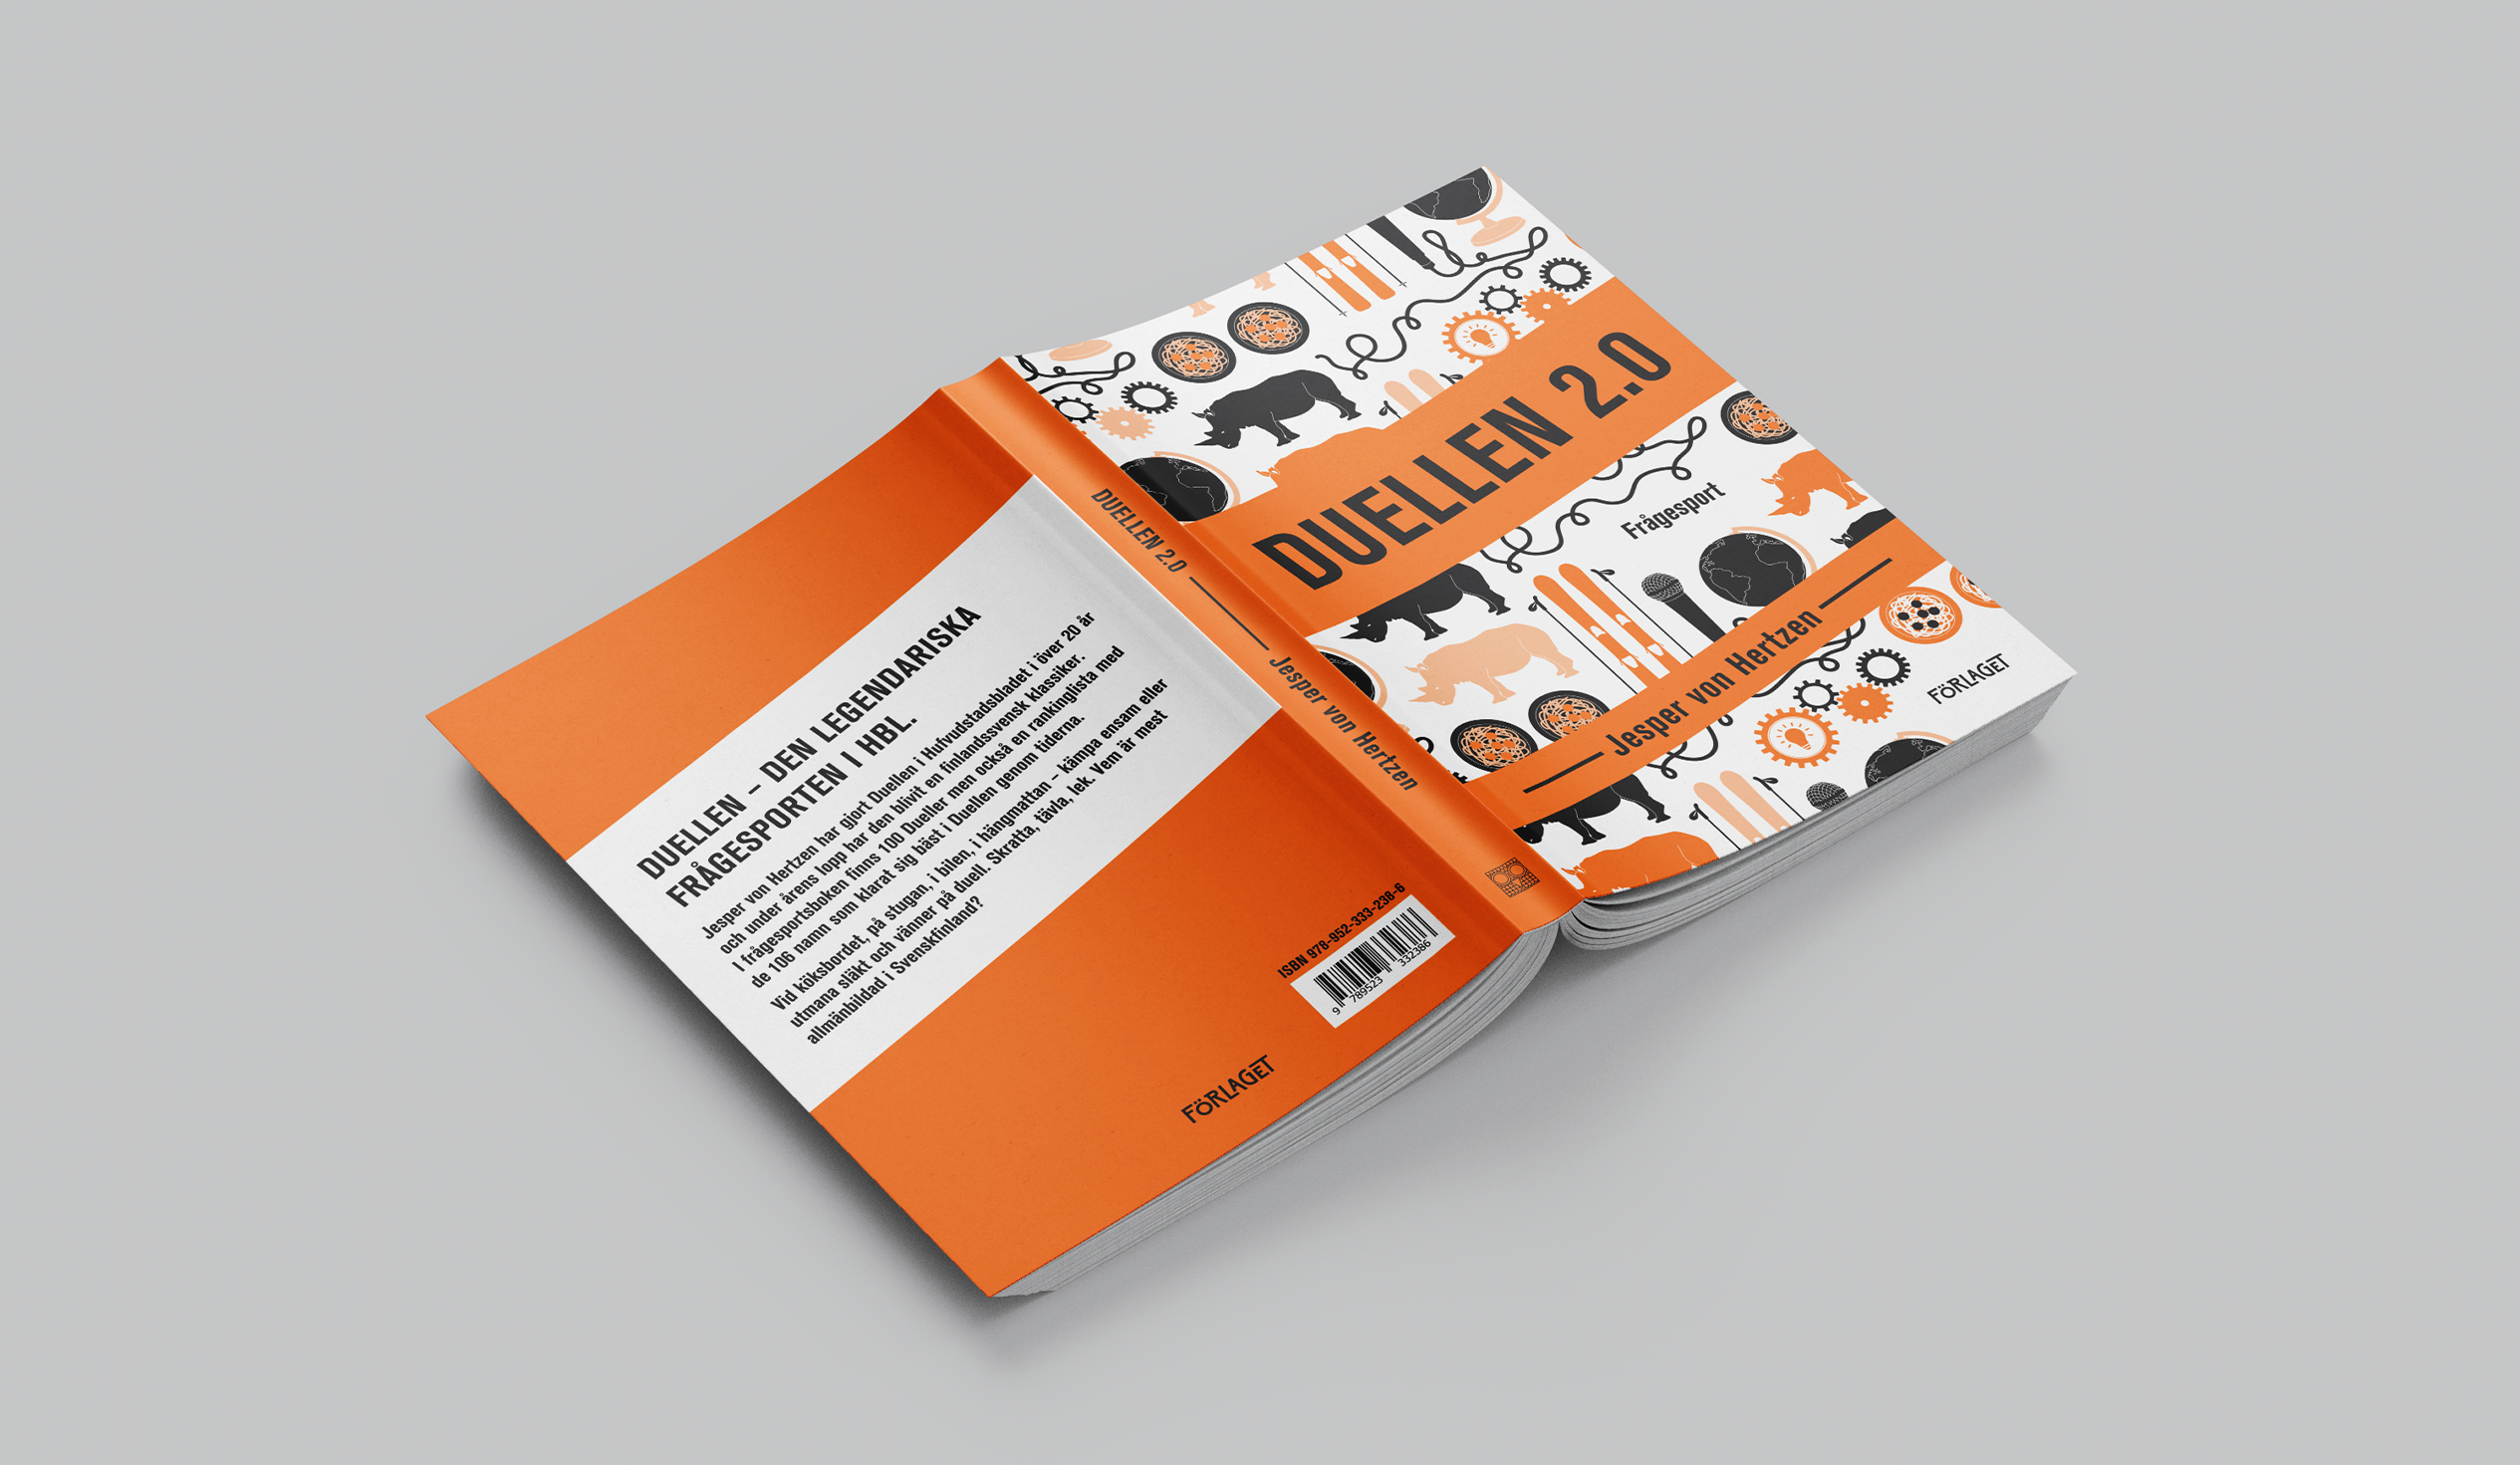 DUELLEN 2.0
Frågesport
Jesper von Hertzen
FÖRLAGET
DUELLEN 2.0
Jesper von Hertzen
DUELLEN – DEN LEGENDARISKA
FRÅGESPORTEN I HBL.
Jesper von Hertzen har gjort Duellen i Hufvudstadsbladet i över 20 år
och under årens lopp har den blivit en finlandssvensk klassiker.
I frågesportsboken finns 100 Dueller men också en rankinglista med
de 106 namn som klarat sig bäst i Duellen genom tiderna.
Vid köksbordet, på stugan, i bilen, i hängmattan – kämpa ensam eller
utmana släkt och vänner på duell. Skratta, tävla, lek. Vem är mest
allmänbildad i Svenskfinland?
ISBN 978-952-333-238-6
9 789523 332386
FÖRLAGET